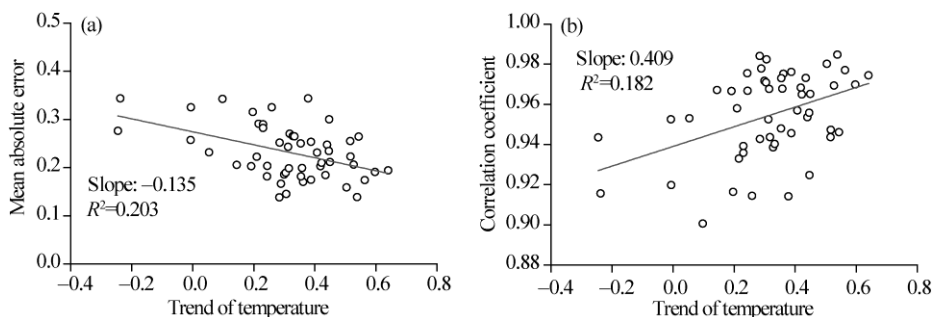 (a)
0.5
0.4
0.3
0.2
0.1
0.0
Mean absolute error
Slope: –0.135
R²=0.203
–0.4
–0.2
0.0
0.2
0.4
0.6
0.8
Trend of temperature
(b)
1.00
0.98
0.96
0.94
0.92
0.90
0.88
Correlation coefficient
Slope: 0.409
R²=0.182
–0.4
–0.2
0.0
0.2
0.4
0.6
0.8
Trend of temperature